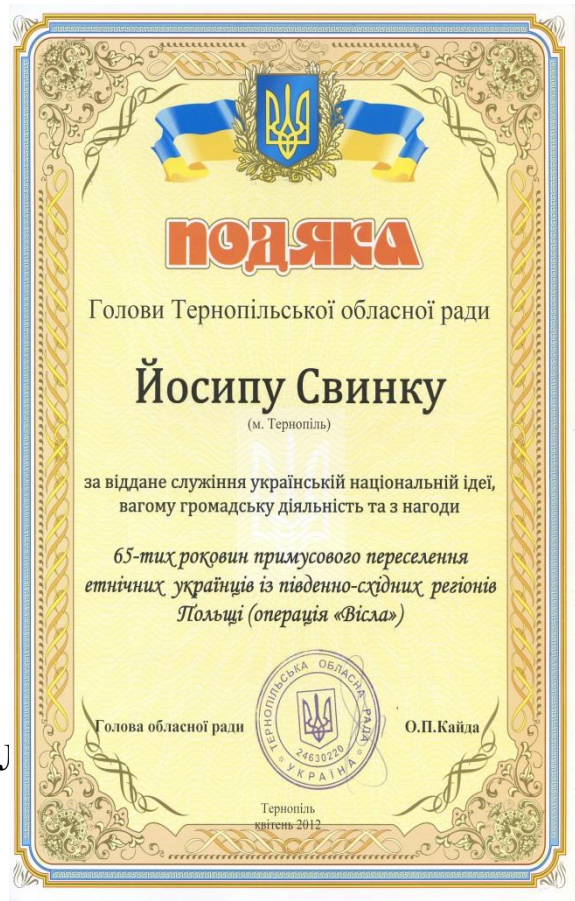 ПОДЯКА
Голови Тернопільської обласної ради
Йосипу Свинку
(м. Тернопіль)
за віддане служіння українській національній ідеї,
вагому громадську діяльність та з нагоди
65-тих роковин примусового переселення
етнічних українців із південно-східних регіонів
Польщі (операція «Вісла»)
Голова обласної ради
О.П.Кайда
ТЕРНОПІЛЬСЬКА ОБЛАСНА РАДА
24630220
УКРАЇНА
Тернопіль
квітень 2012